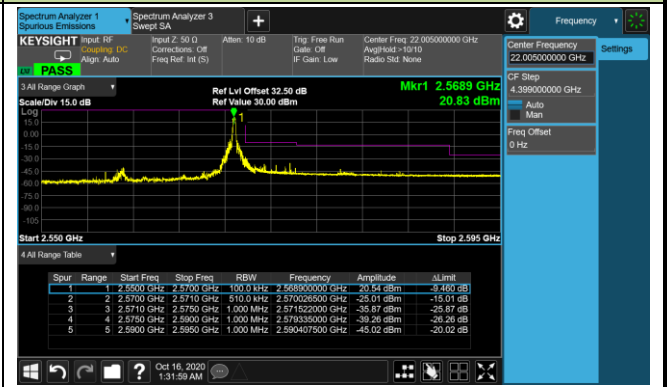 Spectrum Analyzer 1
Spurious Emissions
Spectrum Analyzer 3
Swept SA
Frequency
KEYSIGHT
Input: RF
Coupling: DC
Align: Auto
Input Z: 50 Ω
Corrections: Off
Freq Ref: Int (S)
Atten: 10 dB
Trig: Free Run
Gate: Off
IF Gain: Low
Center Freq: 22.005000000 GHz
Avg|Hold:>10/10
Radio Std: None
PASS
Center Frequency
22.005000000 GHz
Settings
CF Step
4.399000000 GHz
Auto
Man
Freq Offset
0 Hz
3 All Range Graph
Scale/Div 15.0 dB
Ref Lvl Offset 32.50 dB
Ref Value 30.00 dBm
Mkr1 2.5689 GHz
20.83 dBm
Log
15.0
0.00
-15.0
-30.0
-45.0
-60.0
-75.0
-90.0
-105
1
Start 2.550 GHz
Stop 2.595 GHz
4 All Range Table
Spur Range Start Freq Stop Freq RBW Frequency Amplitude ΔLimit
1 1 2.5500 GHz 2.5700 GHz 100.0 kHz 2.568900000 GHz 20.54 dBm -9.460 dB
2 2 2.5700 GHz 2.5710 GHz 510.0 kHz 2.570026500 GHz -25.01 dBm -15.01 dB
3 3 2.5710 GHz 2.5750 GHz 1.000 MHz 2.571522000 GHz -35.87 dBm -25.87 dB
4 4 2.5750 GHz 2.5900 GHz 1.000 MHz 2.579335000 GHz -39.26 dBm -26.26 dB
5 5 2.5900 GHz 2.5950 GHz 1.000 MHz 2.590407500 GHz -45.02 dBm -20.02 dB
Oct 16, 2020
1:31:59 AM